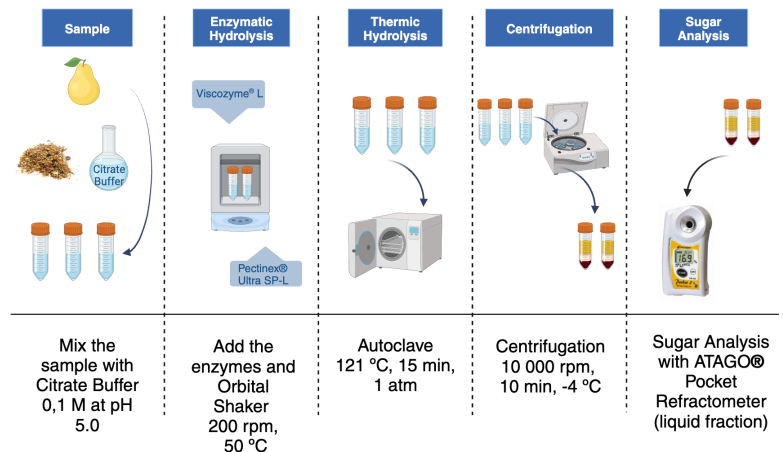 Sample
Enzymatic
Hydrolysis
Thermic
Hydrolysis
Centrifugation
Sugar
Analysis
Citrate
Buffer
Viscozyme® L
Pectinex®
Ultra SP-L
16.9
Mix the
sample with
Citrate Buffer
0,1 M at pH
5.0
Add the
enzymes and
Orbital
Shaker
200 rpm,
50 ºC
Autoclave
121 ºC, 15 min,
1 atm
Centrifugation
10 000 rpm,
10 min, -4 ºC
Sugar Analysis
with ATAGO®
Pocket
Refractometer
(liquid fraction)